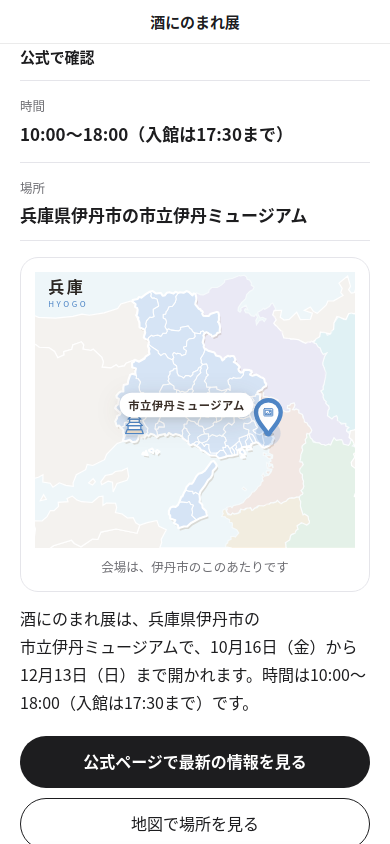 酒にのまれ展
公式で確認
時間
10:00〜18:00（入館は17:30まで）
場所
兵庫県伊丹市の市立伊丹ミュージアム
兵庫
HYOGO
市立伊丹ミュージアム
会場は、伊丹市のこのあたりです
酒にのまれ展は、兵庫県伊丹市の
市立伊丹ミュージアムで、10月16日（金）から
12月13日（日）まで開かれます。時間は10:00〜
18:00（入館は17:30まで）です。
公式ページで最新の情報を見る
地図で場所を見る